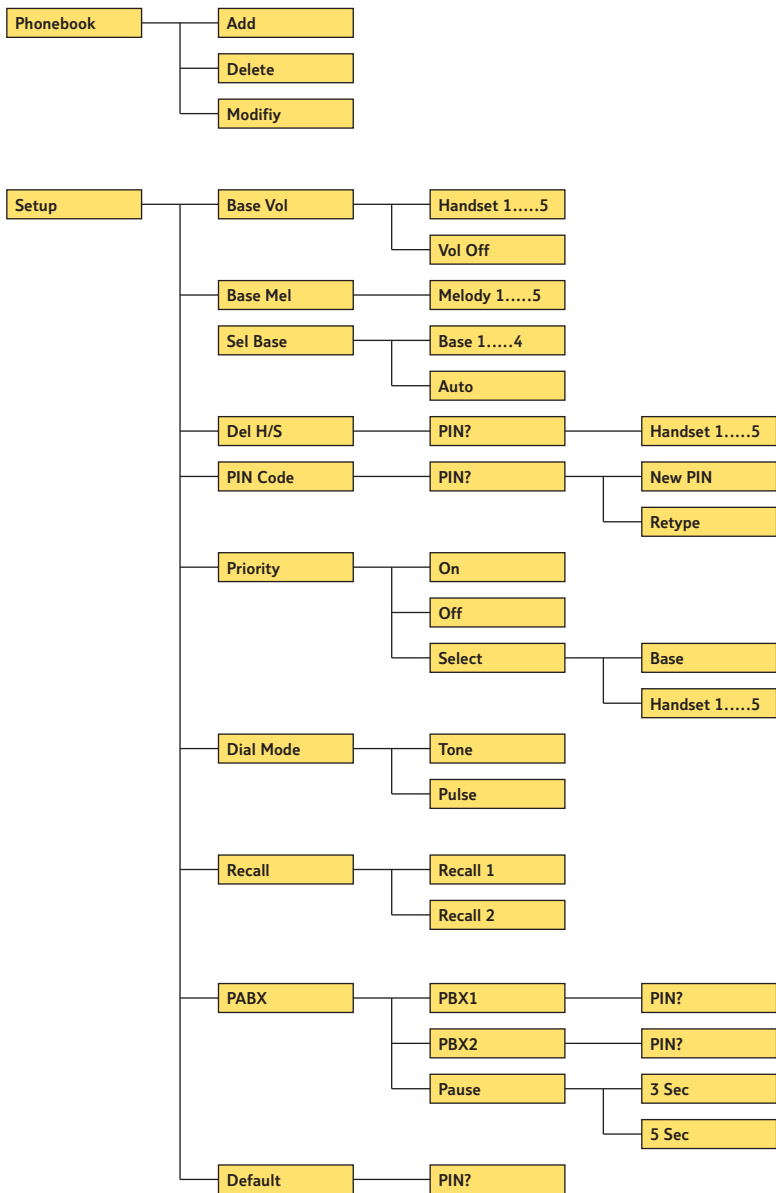 Phonebook
Add
Delete
Modifiy
Setup
Base Vol
Handset 1.....5
Vol Off
Base Mel
Melody 1.....5
Sel Base
Base 1.....4
Auto
Del H/S
PIN?
Handset 1.....5
PIN Code
PIN?
New PIN
Retype
Priority
On
Off
Select
Base
Handset 1.....5
Dial Mode
Tone
Pulse
Recall
Recall 1
Recall 2
PABX
PBX1
PIN?
PBX2
PIN?
Pause
3 Sec
5 Sec
Default
PIN?